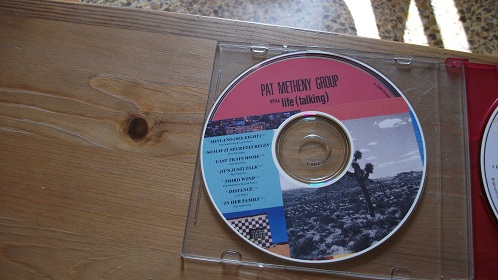 PAT METHENY GROUP
STILL life (talking)
MINUANO (SIX EIGHT)
SO MAY IT SECRETLY BEGIN
LAST TRAIN HOME
(IT'S JUST) TALK
THIRD WIND
DISTANCE
IN HER FAMILY